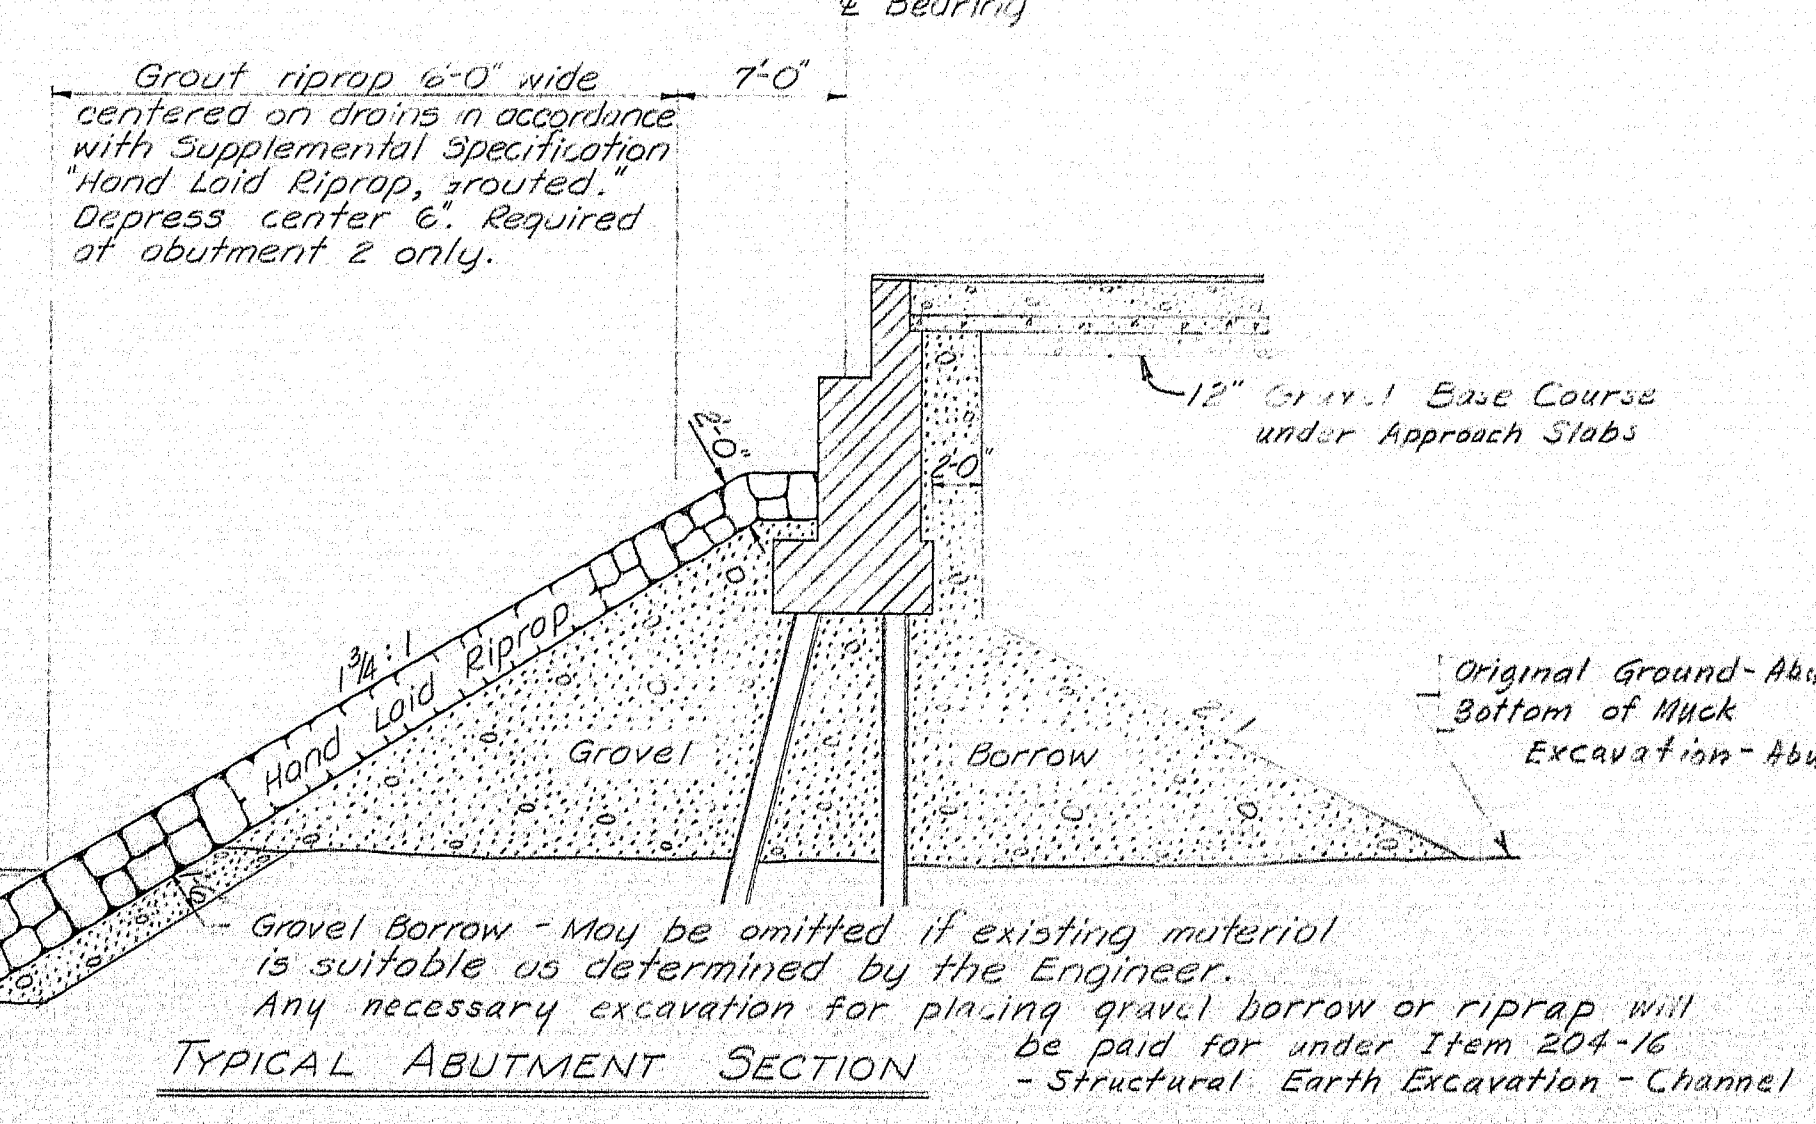 ℄ Bearing
Grout riprap 6'-0" wide
centered on drains in accordance
with Supplemental Specification
"Hand Laid Riprap, grouted."
Depress center 6". Required
at abutment 2 only.
7'-0"
12" Gravel Base Course
under Approach Slabs
2'-0"
2'-0"
1 3/4 : 1
Hand Laid Riprap
Gravel Borrow
2 : 1
Original Ground-
Bottom of Muck
Excavation-
Gravel Borrow - May be omitted if existing material
is suitable as determined by the Engineer.
Any necessary excavation for placing gravel borrow or riprap will
be paid for under Item 204-16
- Structural Earth Excavation - Channel
TYPICAL ABUTMENT SECTION